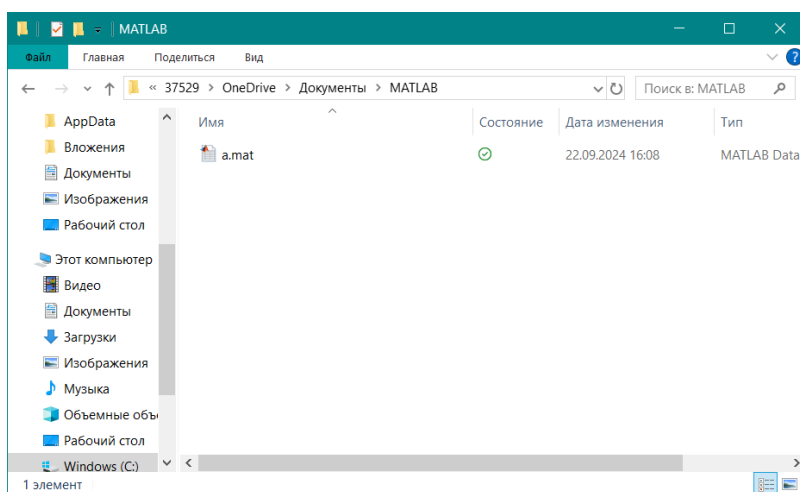 MATLAB
Файл Главная Поделиться Вид
« 37529 > OneDrive > Документы > MATLAB Поиск в: MATLAB
AppData
Вложения
Документы
Изображения
Рабочий стол
Этот компьютер
Видео
Документы
Загрузки
Изображения
Музыка
Объемные объ
Рабочий стол
Windows (C:)
Имя Состояние Дата изменения Тип
a.mat 22.09.2024 16:08 MATLAB Data
1 элемент